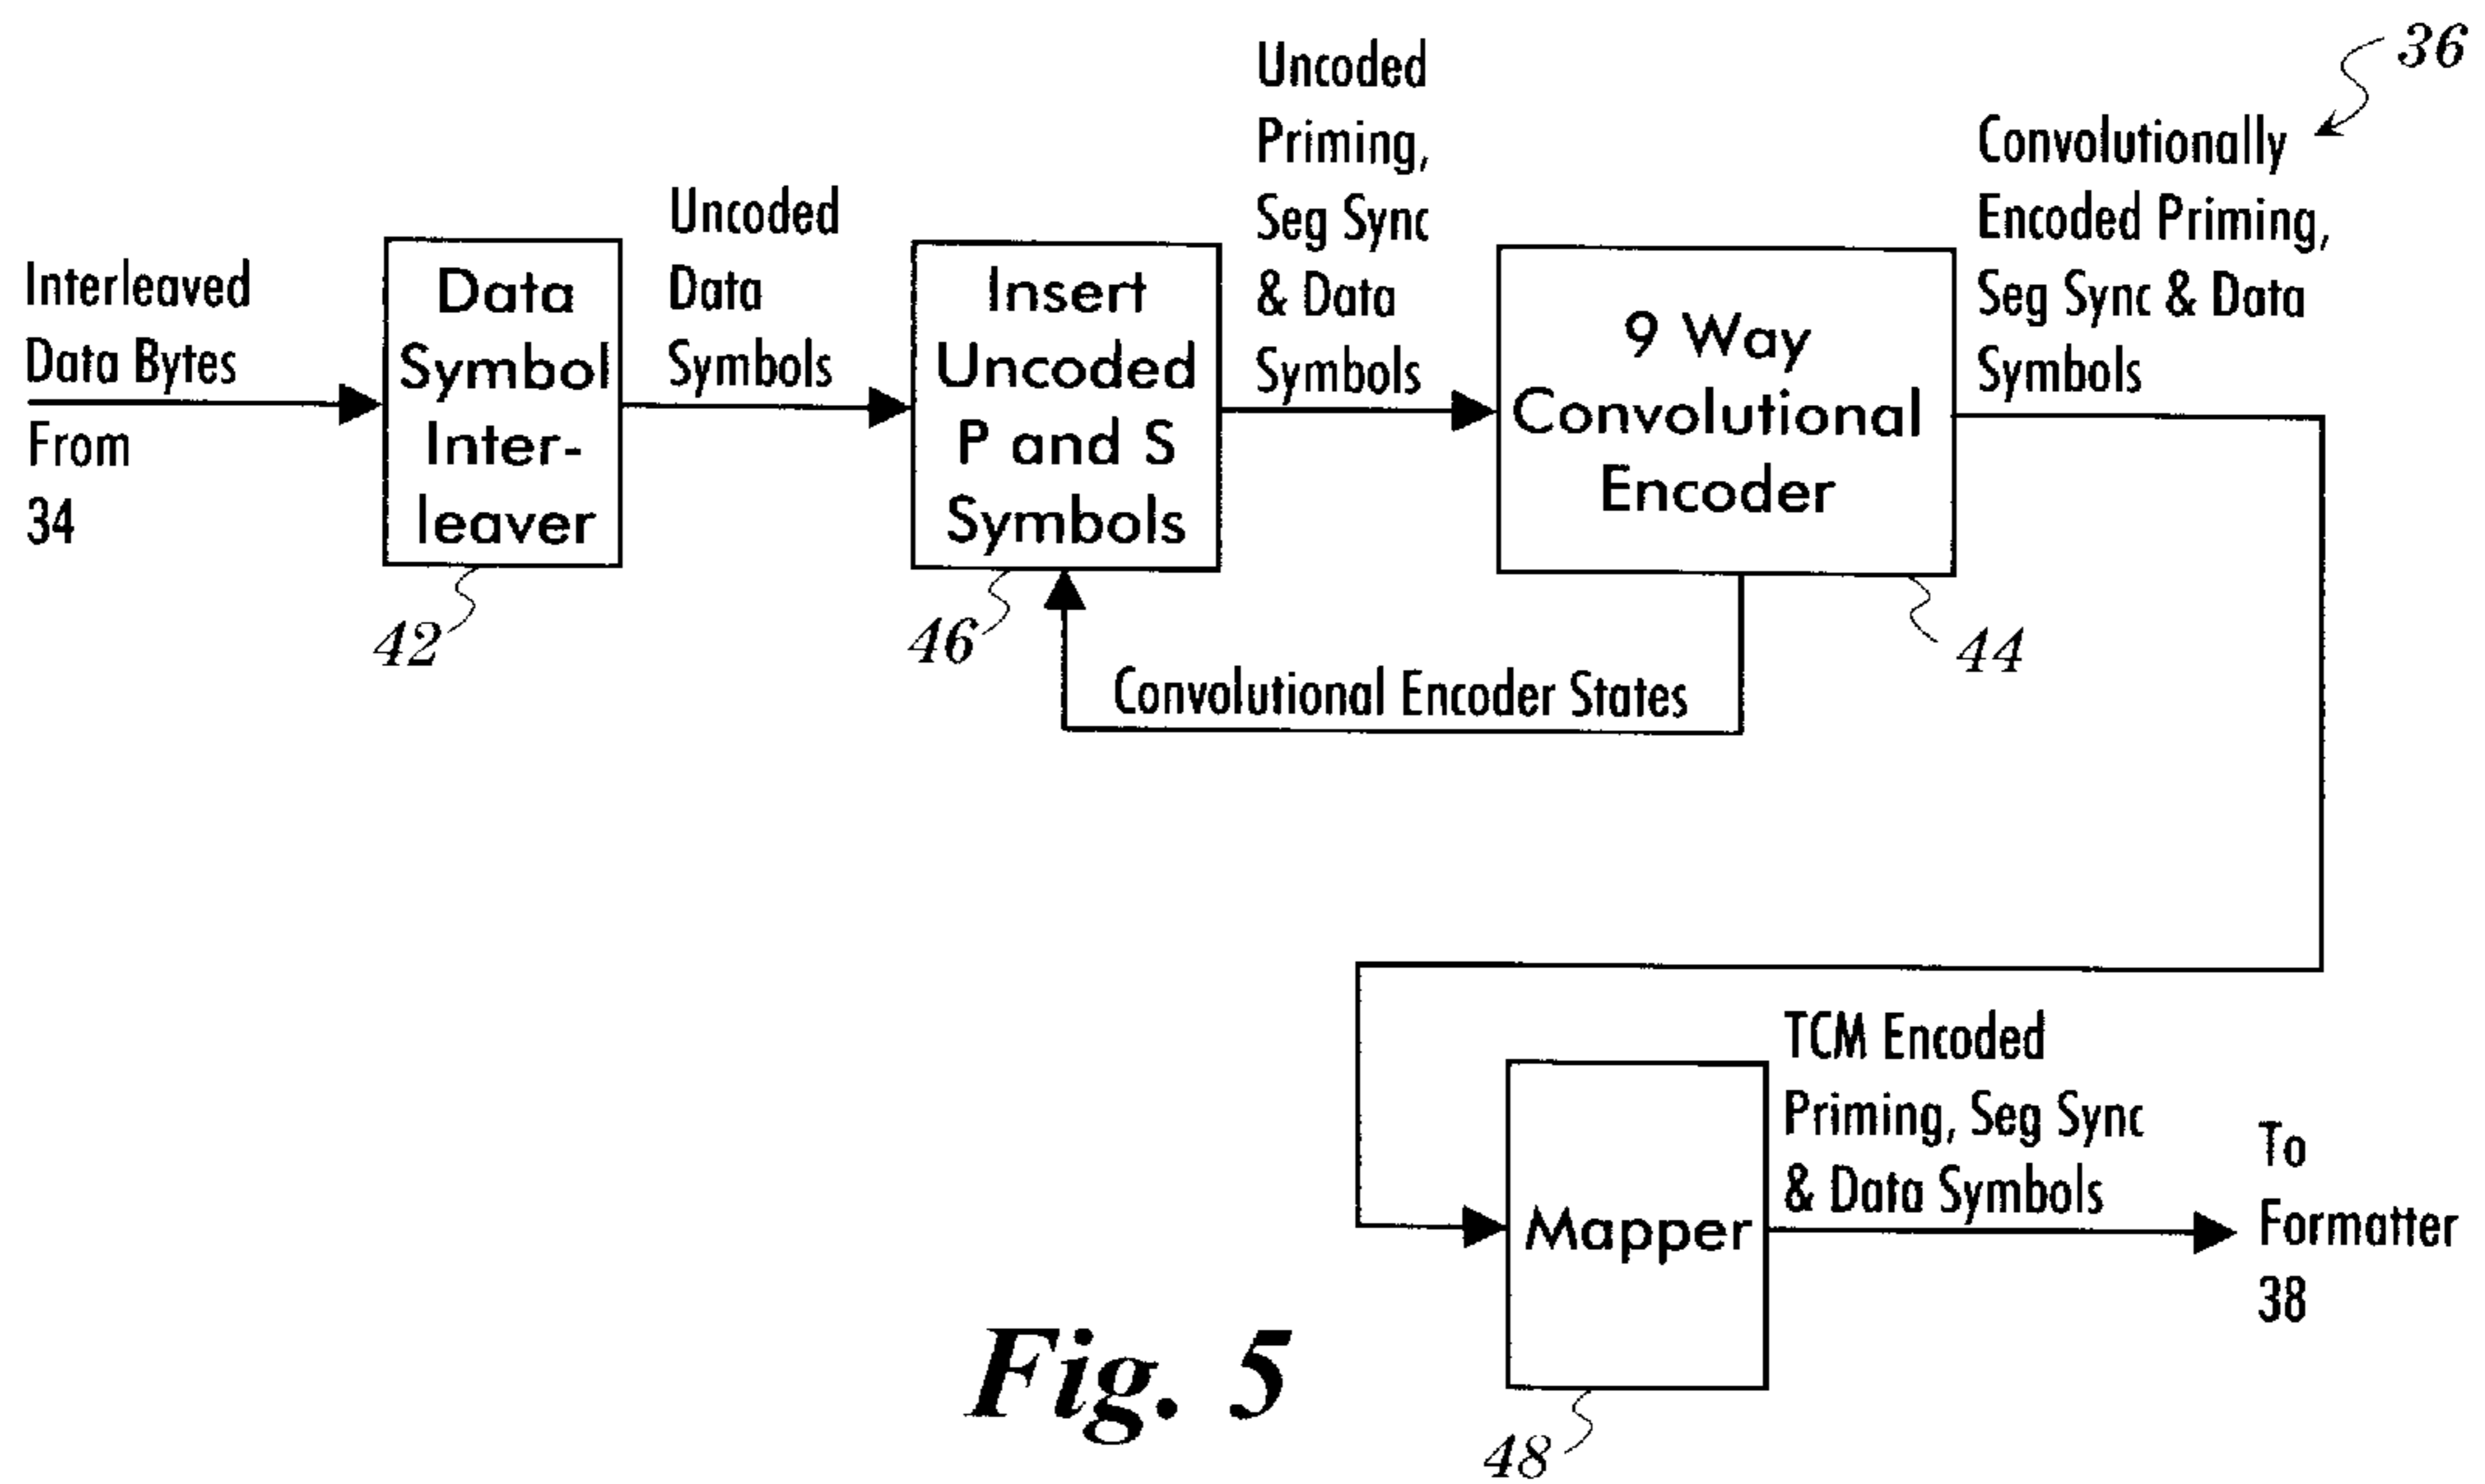 36
Interleaved
Data Bytes
From
34
Data
Symbol
Inter-
leaver
42
Uncoded
Data
Symbols
Insert
Uncoded
P and S
Symbols
46
Uncoded
Priming,
Seg Sync
& Data
Symbols
9 Way
Convolutional
Encoder
44
Convolutional Encoder States
Convolutionally
Encoded Priming,
Seg Sync & Data
Symbols
Mapper
48
TCM Encoded
Priming, Seg Sync
& Data Symbols
To
Formatter
38
Fig. 5